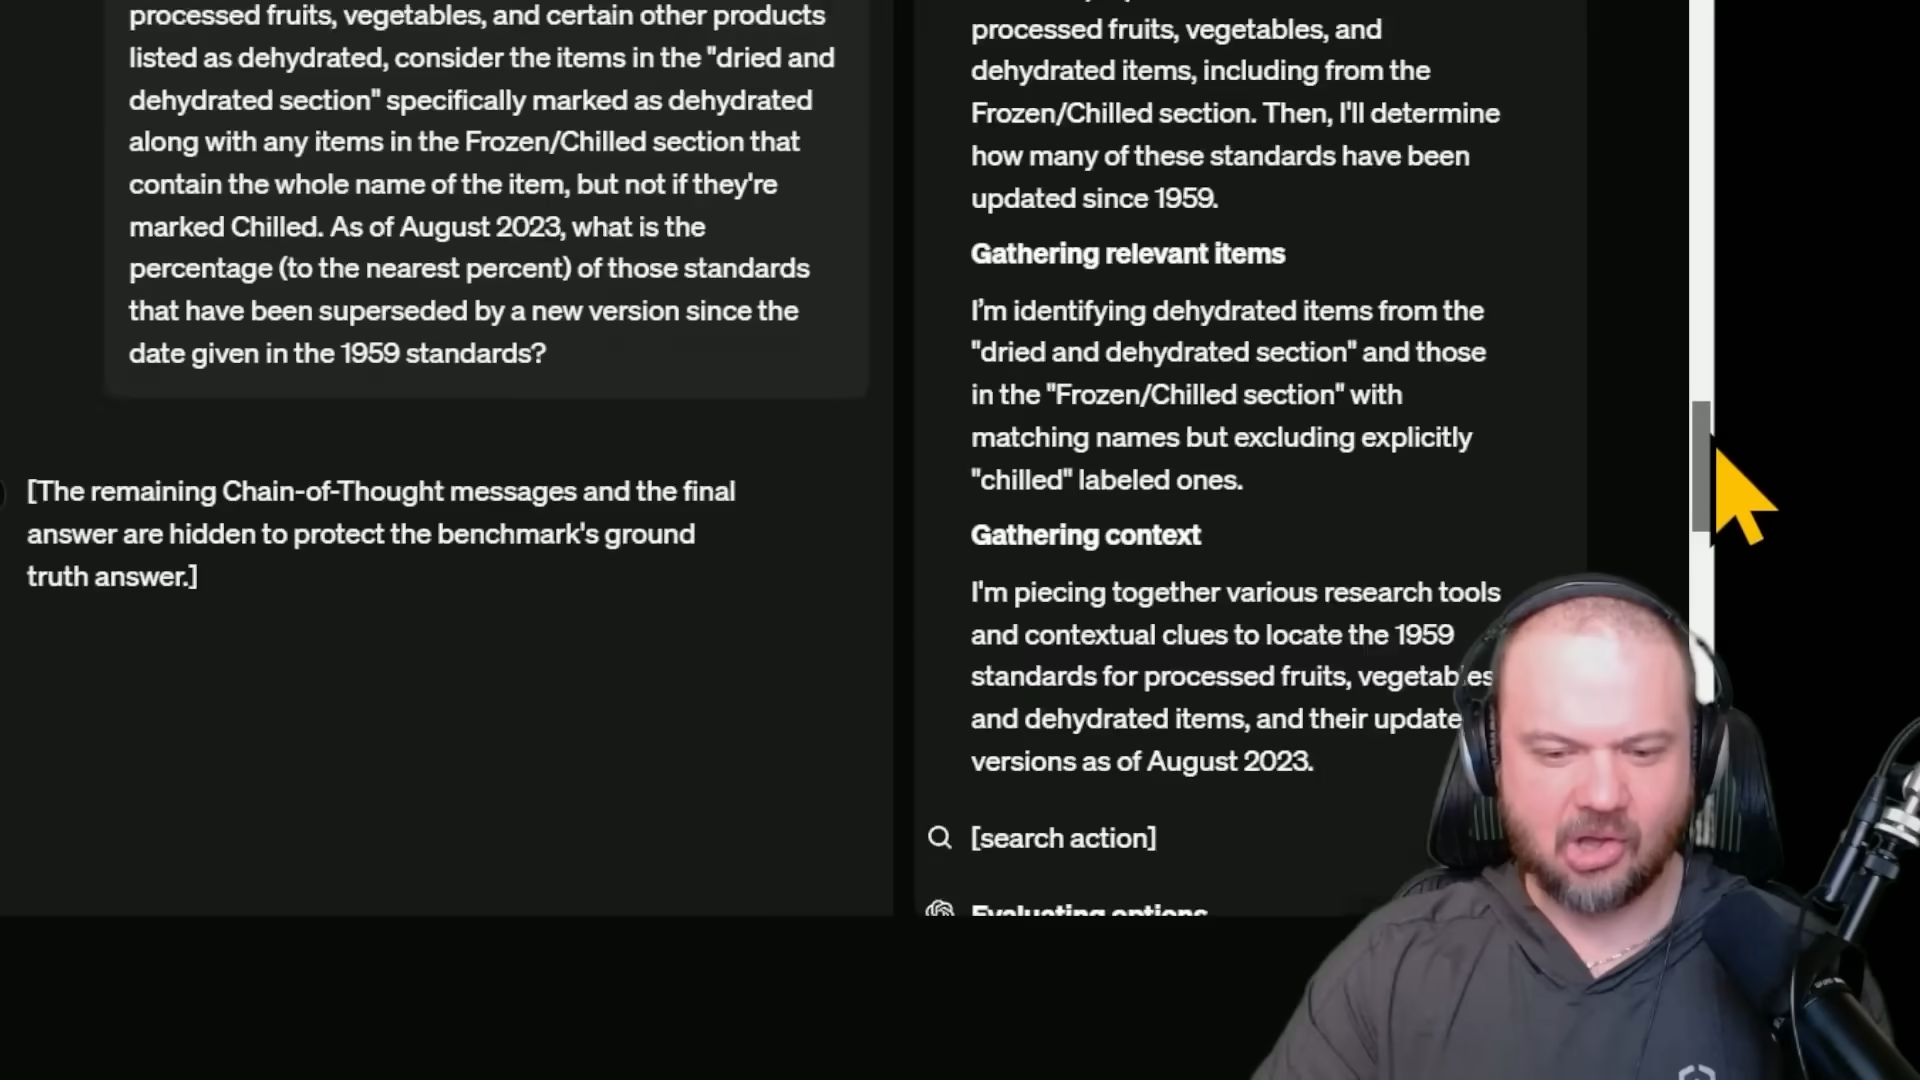 processed fruits, vegetables, and certain other products
listed as dehydrated, consider the items in the "dried and
dehydrated section" specifically marked as dehydrated
along with any items in the Frozen/Chilled section that
contain the whole name of the item, but not if they're
marked Chilled. As of August 2023, what is the
percentage (to the nearest percent) of those standards
that have been superseded by a new version since the
date given in the 1959 standards?
[The remaining Chain-of-Thought messages and the final
answer are hidden to protect the benchmark's ground
truth answer.]
processed fruits, vegetables, and
dehydrated items, including from the
Frozen/Chilled section. Then, I'll determine
how many of these standards have been
updated since 1959.
Gathering relevant items
I'm identifying dehydrated items from the
"dried and dehydrated section" and those
in the "Frozen/Chilled section" with
matching names but excluding explicitly
"chilled" labeled ones.
Gathering context
I'm piecing together various research tools
and contextual clues to locate the 1959
standards for processed fruits, vegetables
and dehydrated items, and their update
versions as of August 2023.
[search action]
Evaluating options